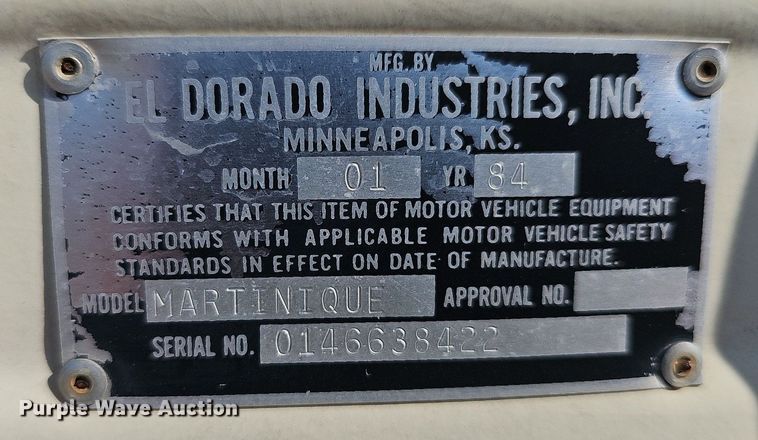 MFG. BY
EL DORADO INDUSTRIES, INC.
MINNEAPOLIS, KS.
MONTH 01 YR 84
CERTIFIES THAT THIS ITEM OF MOTOR VEHICLE EQUIPMENT
CONFORMS WITH APPLICABLE MOTOR VEHICLE SAFETY
STANDARDS IN EFFECT ON DATE OF MANUFACTURE.
MODEL MARTINIQUE APPROVAL NO.
SERIAL NO. 0146638422
Purple Wave Auction